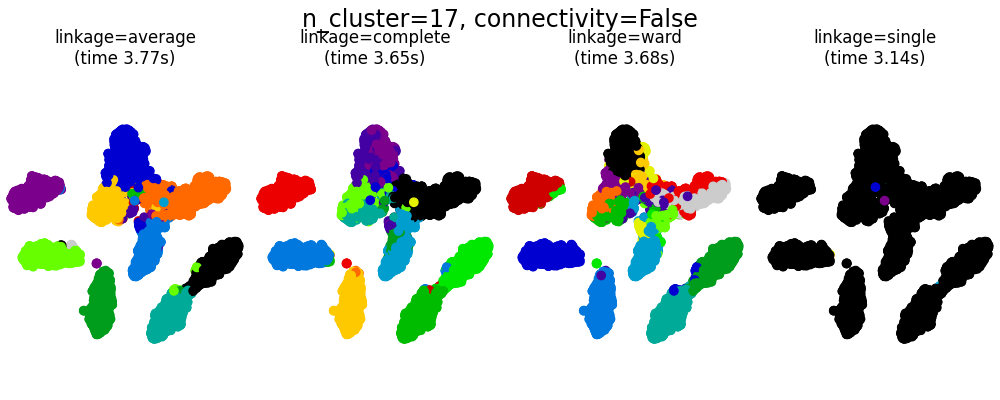 n_cluster=17, connectivity=False
linkage=average
(time 3.77s)
linkage=complete
(time 3.65s)
linkage=ward
(time 3.68s)
linkage=single
(time 3.14s)